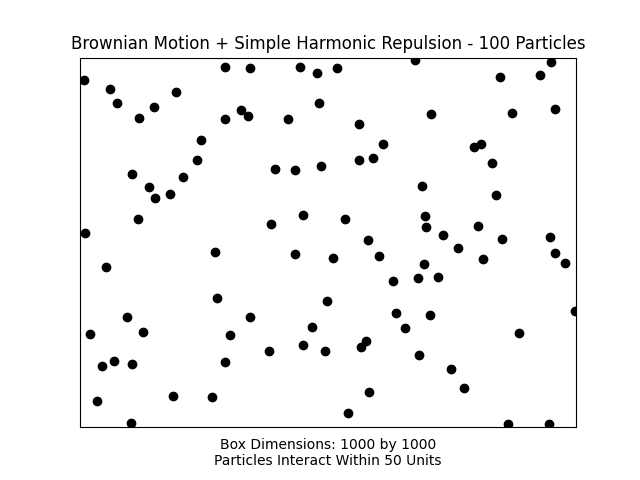 Brownian Motion + Simple Harmonic Repulsion - 100 Particles
Box Dimensions: 1000 by 1000
Particles Interact Within 50 Units